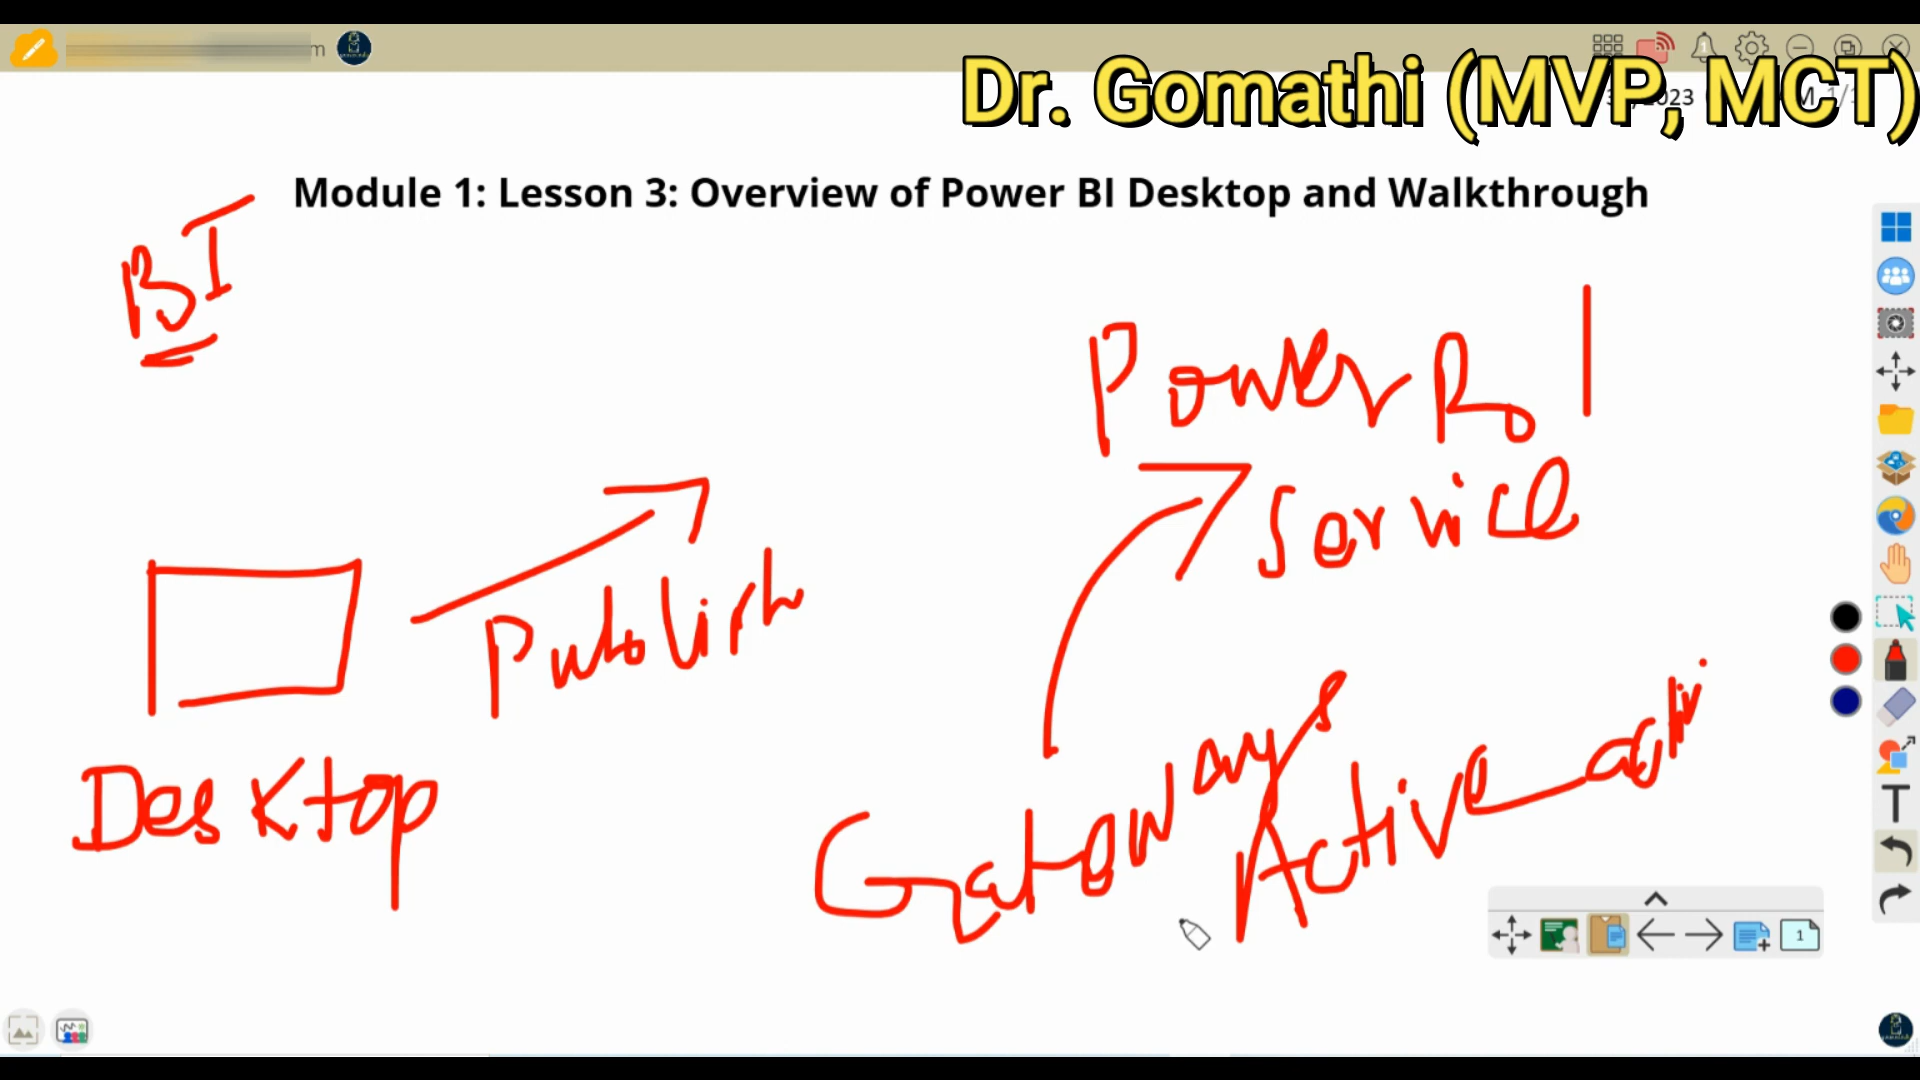 Dr. Gomathi (MVP, MCT)
Module 1: Lesson 3: Overview of Power BI Desktop and Walkthrough
BI
Power BI
Service
Publish
Desktop
Gateways
Active
1